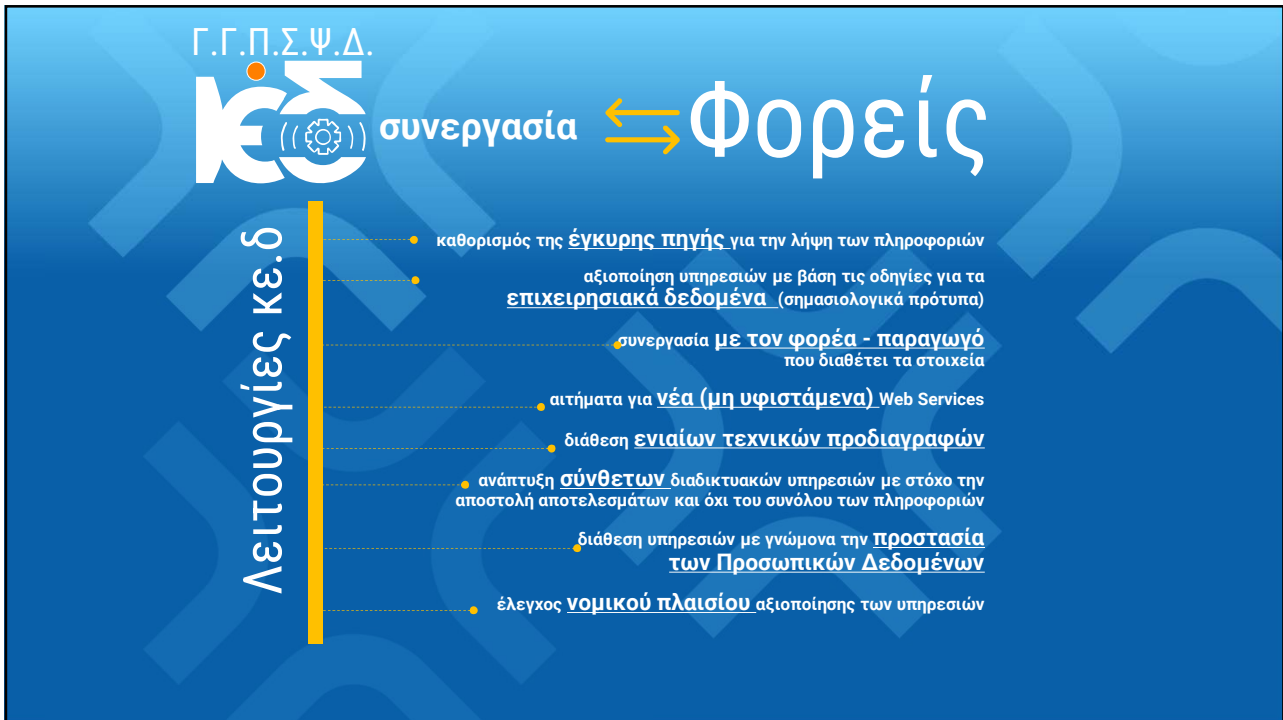 Γ.Γ.Π.Σ.Ψ.Δ.
κεδ συνεργασία Φορείς
Λειτουργίες κε.δ
καθορισμός της έγκυρης πηγής για την λήψη των πληροφοριών
αξιοποίηση υπηρεσιών με βάση τις οδηγίες για τα
επιχειρησιακά δεδομένα (σημασιολογικά πρότυπα)
συνεργασία με τον φορέα - παραγωγό
που διαθέτει τα στοιχεία
αιτήματα για νέα (μη υφιστάμενα) Web Services
διάθεση ενιαίων τεχνικών προδιαγραφών
ανάπτυξη σύνθετων διαδικτυακών υπηρεσιών με στόχο την
αποστολή αποτελεσμάτων και όχι του συνόλου των πληροφοριών
διάθεση υπηρεσιών με γνώμονα την προστασία
των Προσωπικών Δεδομένων
έλεγχος νομικού πλαισίου αξιοποίησης των υπηρεσιών